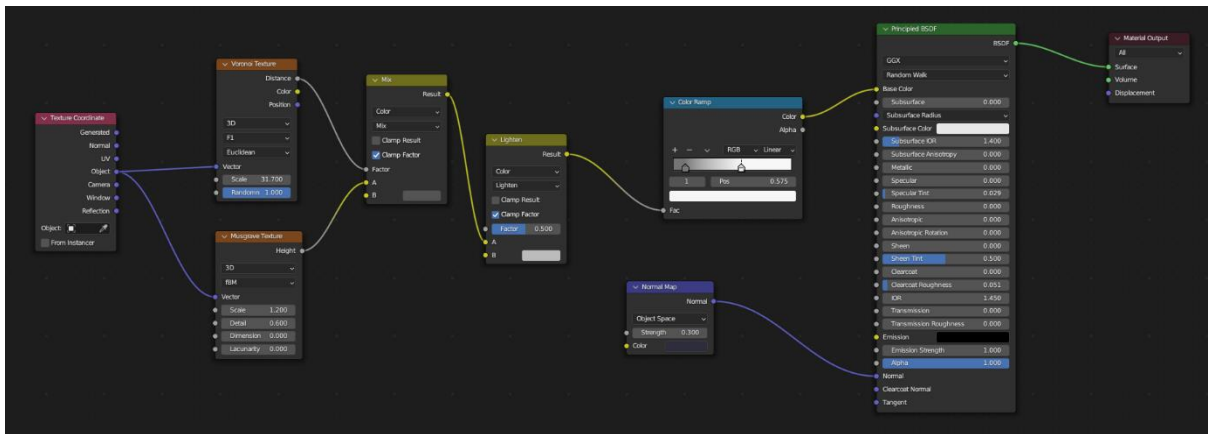 Texture Coordinate
Generated
Normal
UV
Object
Camera
Window
Reflection
Object:
From Instancer
Voronoi Texture
Distance
Color
Position
3D
F1
Euclidean
Vector
Scale 31.700
Randomn 1.000
Musgrave Texture
Height
3D
fBM
Vector
Scale 1.200
Detail 0.600
Dimension 0.000
Lacunarity 0.000
Mix
Result
Color
Mix
Clamp Result
Clamp Factor
Factor
A
B
Lighten
Result
Color
Lighten
Clamp Result
Clamp Factor
Factor 0.500
A
B
Color Ramp
Color
Alpha
+ − RGB Linear
1 Pos 0.575
Fac
Normal Map
Normal
Object Space
Strength 0.300
Color
Principled BSDF
BSDF
GGX
Random Walk
Base Color
Subsurface 0.000
Subsurface Radius
Subsurface Color
Subsurface IOR 1.400
Subsurface Anisotropy 0.000
Metallic 0.000
Specular 0.000
Specular Tint 0.029
Roughness 0.000
Anisotropic 0.000
Anisotropic Rotation 0.000
Sheen 0.000
Sheen Tint 0.500
Clearcoat 0.000
Clearcoat Roughness 0.051
IOR 1.450
Transmission 0.000
Transmission Roughness 0.000
Emission
Emission Strength 1.000
Alpha 1.000
Normal
Clearcoat Normal
Tangent
Material Output
All
Surface
Volume
Displacement